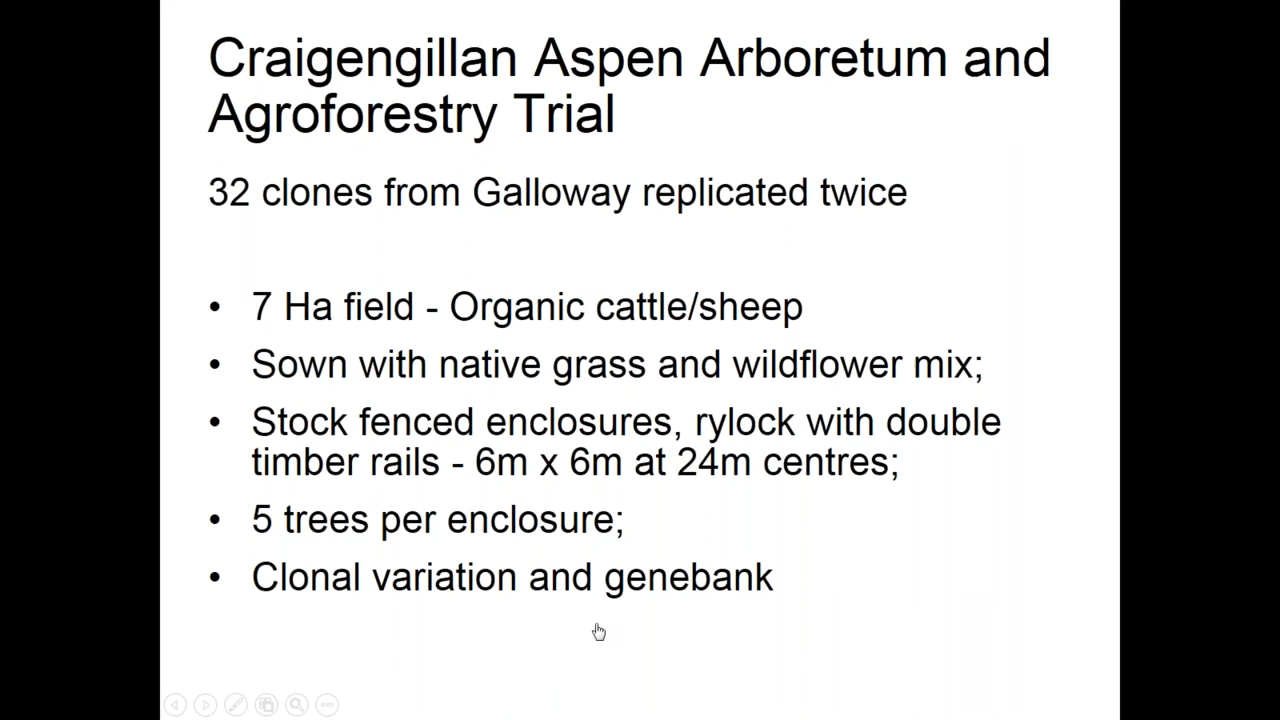 Craigengillan Aspen Arboretum and
Agroforestry Trial
32 clones from Galloway replicated twice
• 7 Ha field - Organic cattle/sheep
• Sown with native grass and wildflower mix;
• Stock fenced enclosures, rylock with double
timber rails - 6m x 6m at 24m centres;
• 5 trees per enclosure;
• Clonal variation and genebank